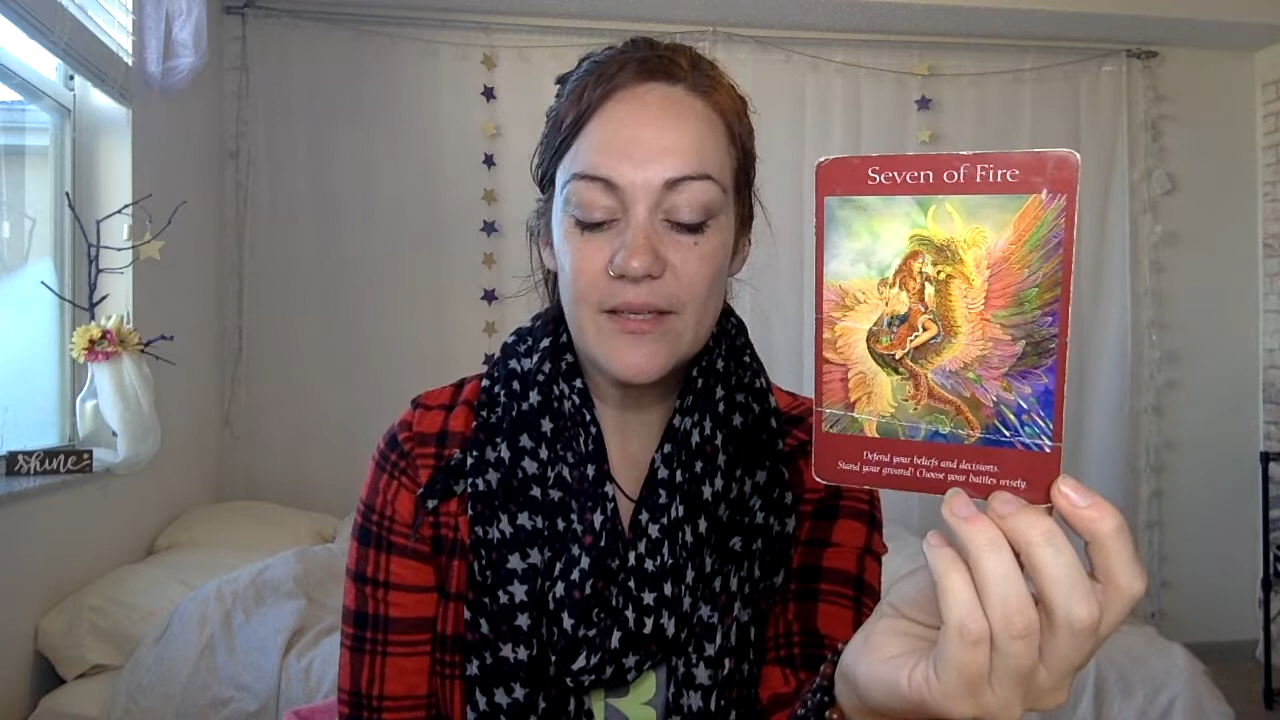 Seven of Fire
Defend your beliefs and decisions.
Stand your ground! Choose your battles wisely.
shine